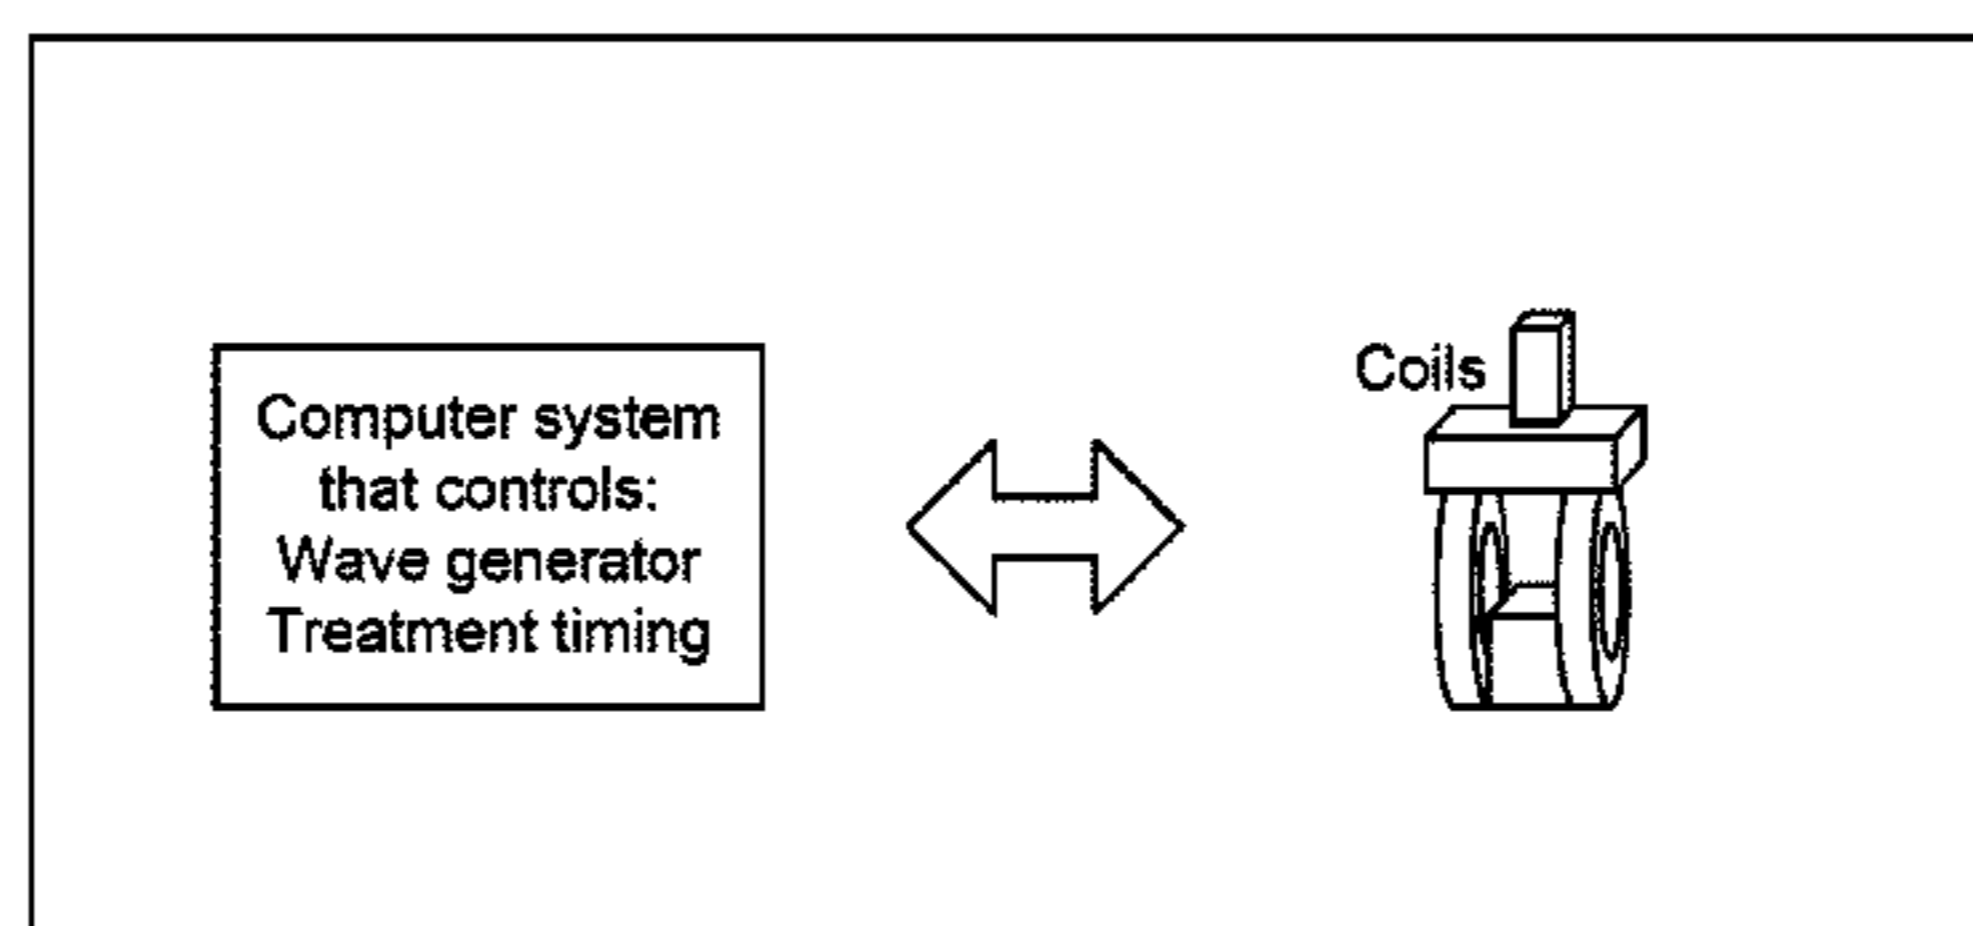 Computer system
that controls:
Wave generator
Treatment timing
Coils